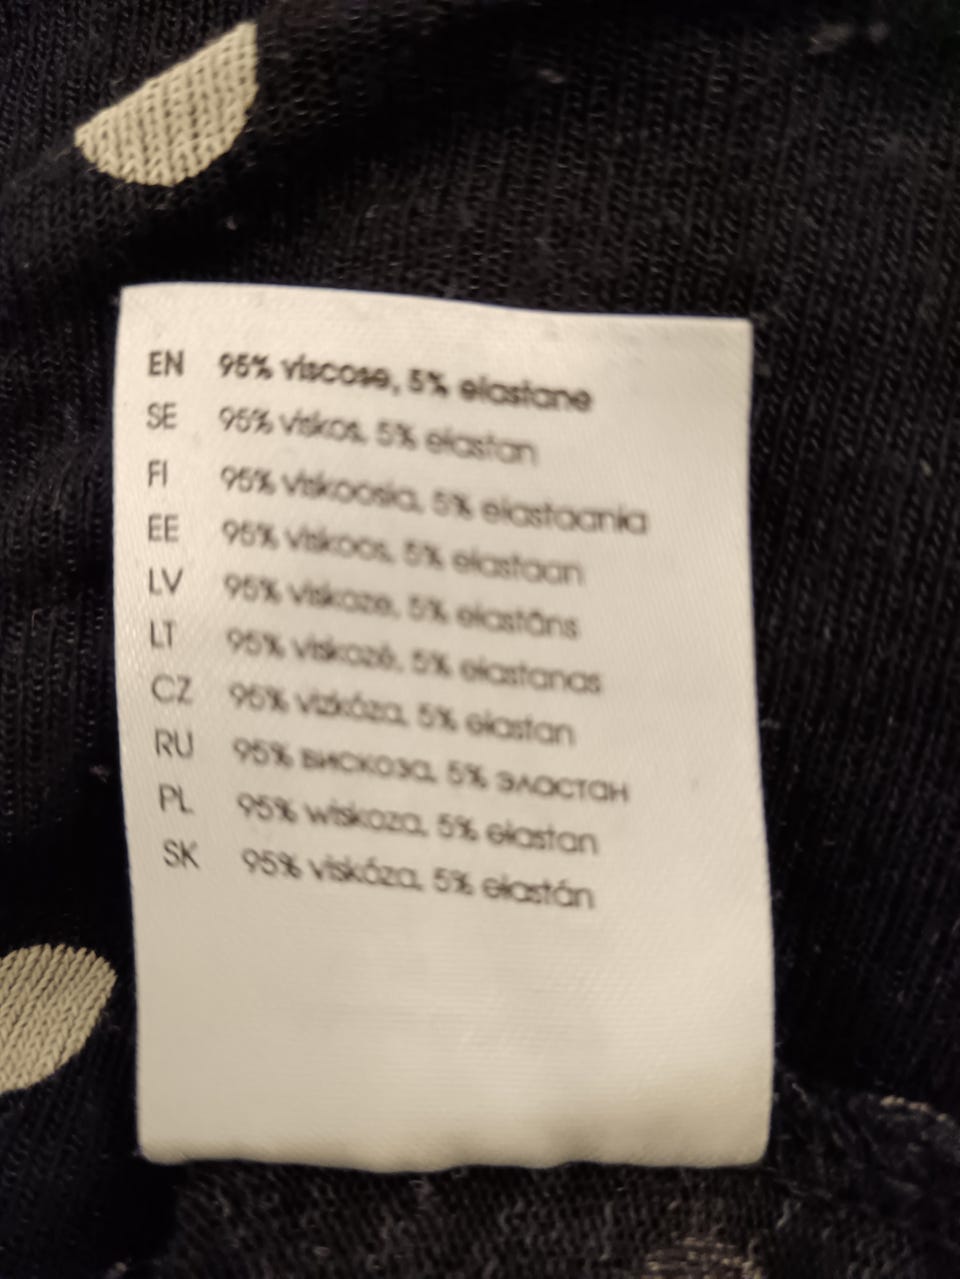 EN 95% viscose, 5% elastane
SE 95% viskos, 5% elastan
FI 95% viskoosia, 5% elastaania
EE 95% viskoos, 5% elastaan
LV 95% viskoze, 5% elastāns
LT 95% viskozė, 5% elastanas
CZ 95% vizkóza, 5% elastan
RU 95% вискоза, 5% эластан
PL 95% wiskoza, 5% elastan
SK 95% viskóza, 5% elastán